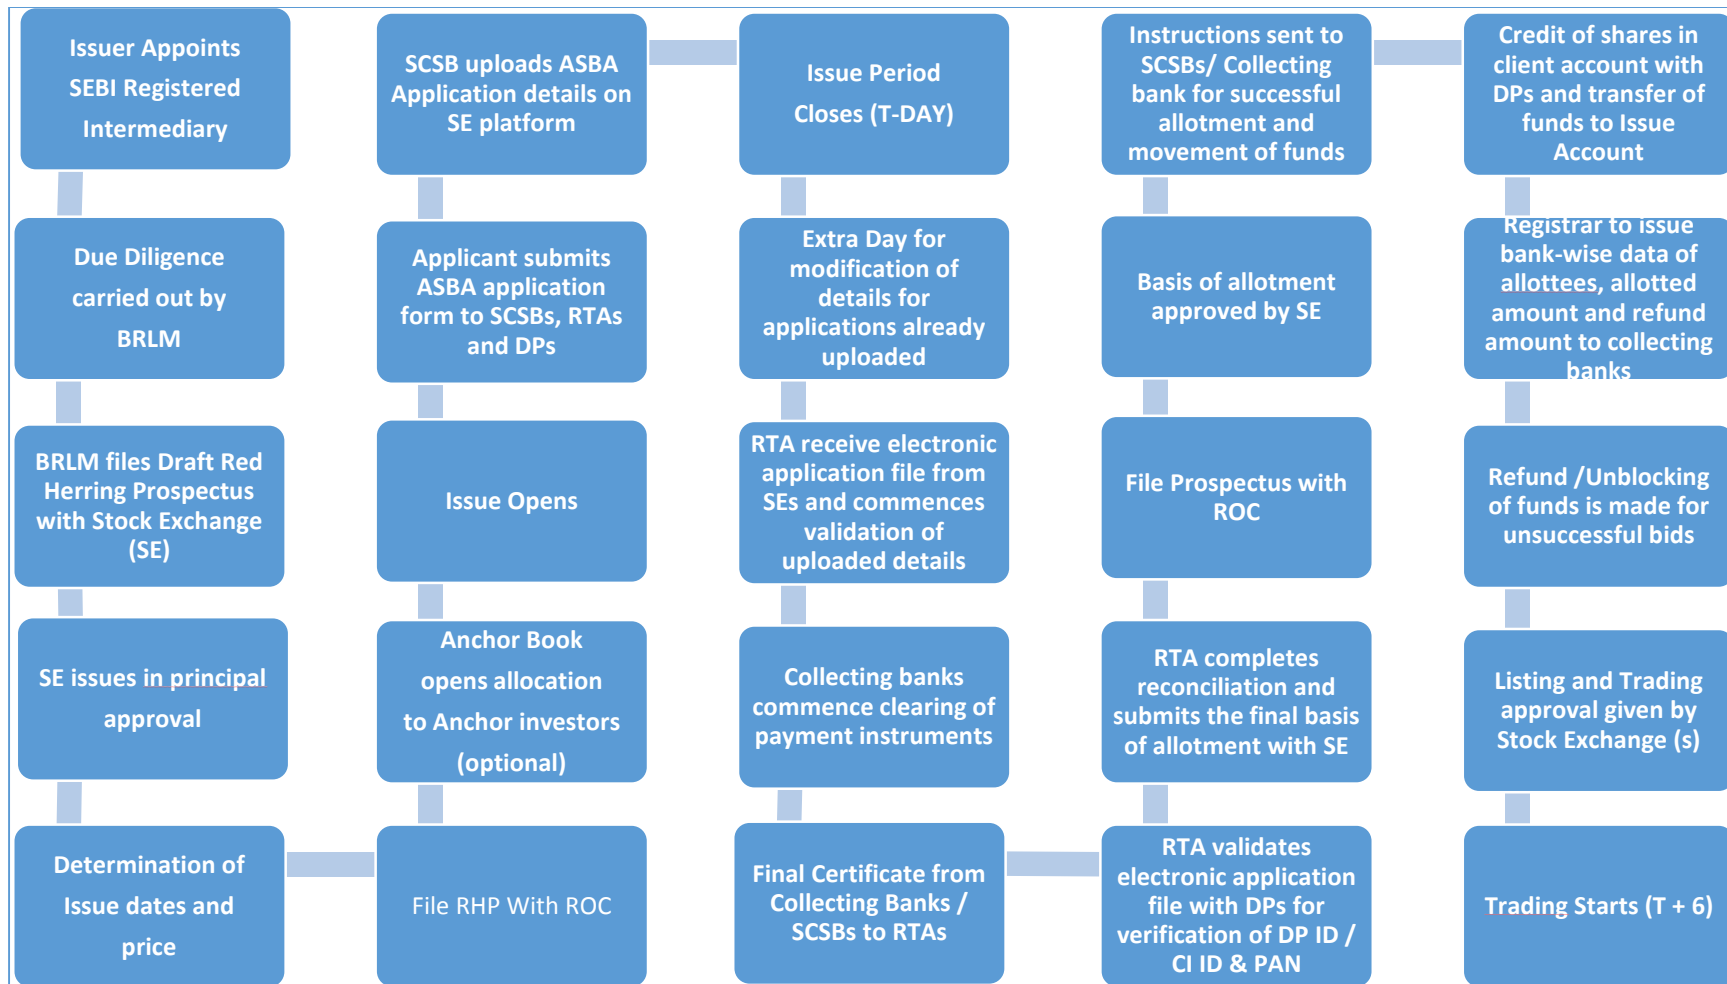 Issuer Appoints
SEBI Registered
Intermediary
Due Diligence
carried out by
BRLM
BRLM files Draft Red
Herring Prospectus
with Stock Exchange
(SE)
SE issues in principal
approval
Determination of
Issue dates and
price
File RHP With ROC
Anchor Book
opens allocation
to Anchor investors
(optional)
Issue Opens
Applicant submits
ASBA application
form to SCSBs, RTAs
and DPs
SCSB uploads ASBA
Application details on
SE platform
Issue Period
Closes (T-DAY)
Extra Day for
modification of
details for
applications already
uploaded
RTA receive electronic
application file from
SEs and commences
validation of
uploaded details
Collecting banks
commence clearing of
payment instruments
Final Certificate from
Collecting Banks /
SCSBs to RTAs
RTA validates
electronic application
file with DPs for
verification of DP ID /
CI ID & PAN
RTA completes
reconciliation and
submits the final basis
of allotment with SE
File Prospectus with
ROC
Basis of allotment
approved by SE
Instructions sent to
SCSBs/ Collecting
bank for successful
allotment and
movement of funds
Credit of shares in
client account with
DPs and transfer of
funds to Issue
Account
Registrar to issue
bank-wise data of
allottees, allotted
amount and refund
amount to collecting
banks
Refund /Unblocking
of funds is made for
unsuccessful bids
Listing and Trading
approval given by
Stock Exchange (s)
Trading Starts (T + 6)